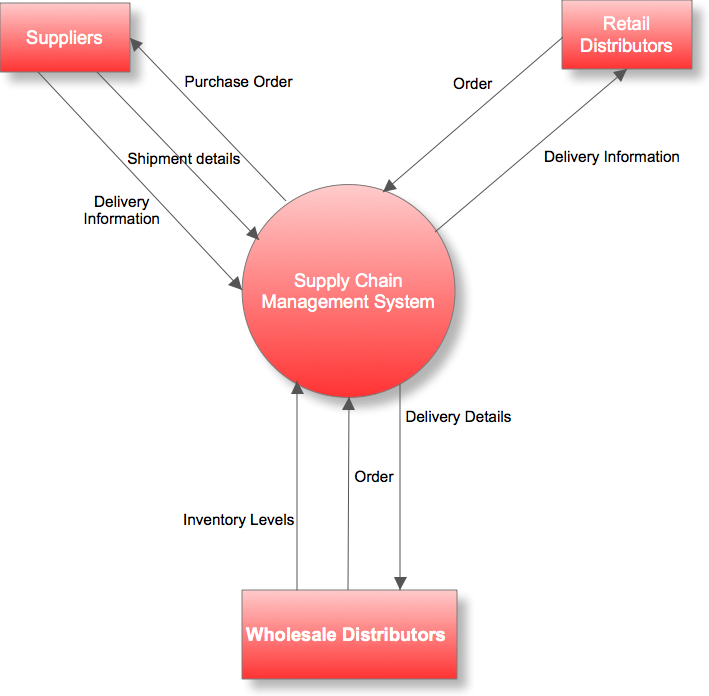 Suppliers
Retail
Distributors
Purchase Order
Order
Shipment details
Delivery Information
Delivery
Information
Supply Chain
Management System
Delivery Details
Order
Inventory Levels
Wholesale Distributors